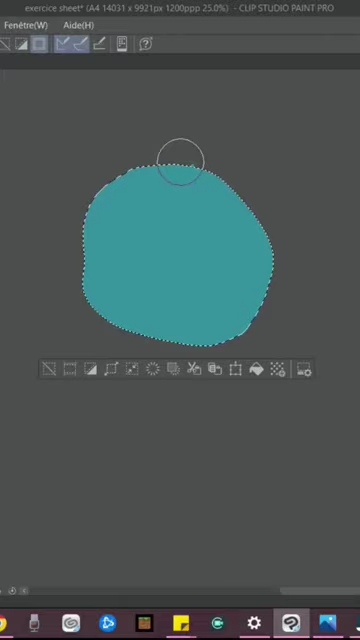 exercice sheet* (A4 14031 x 9921px 1200ppp 25.0%) - CLIP STUDIO PAINT PRO
Fenêtre(W) Aide(H)